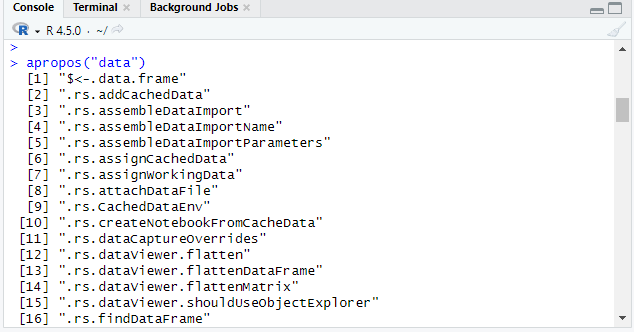 Console Terminal × Background Jobs ×
R R 4.5.0 · ~/
>
> apropos("data")
[1] "$<-.data.frame"
[2] ".rs.addCachedData"
[3] ".rs.assembleDataImport"
[4] ".rs.assembleDataImportName"
[5] ".rs.assembleDataImportParameters"
[6] ".rs.assignCachedData"
[7] ".rs.assignWorkingData"
[8] ".rs.attachDataFile"
[9] ".rs.CachedDataEnv"
[10] ".rs.createNotebookFromCacheData"
[11] ".rs.dataCaptureOverrides"
[12] ".rs.dataViewer.flatten"
[13] ".rs.dataViewer.flattenDataFrame"
[14] ".rs.dataViewer.flattenMatrix"
[15] ".rs.dataViewer.shouldUseObjectExplorer"
[16] ".rs.findDataFrame"